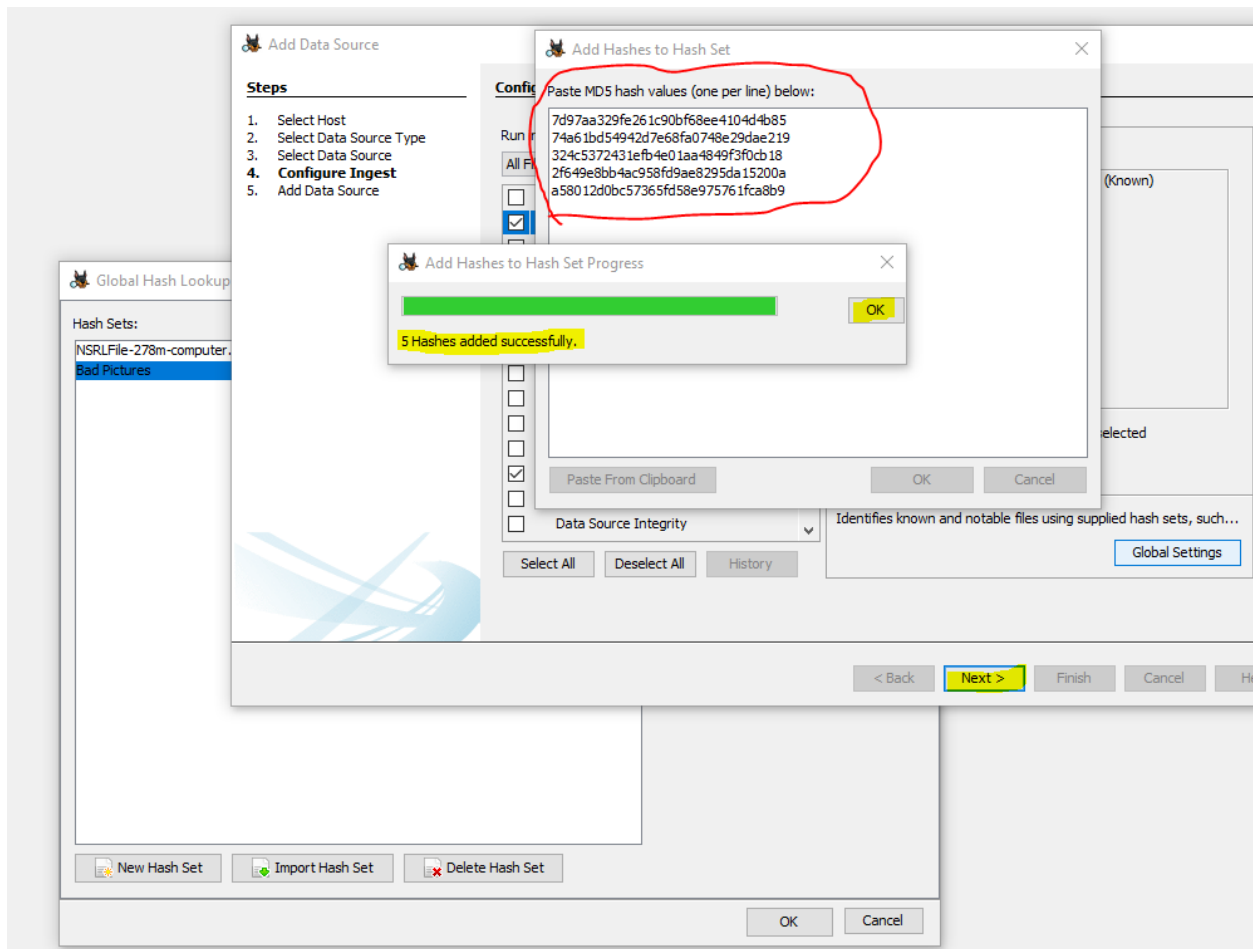 Add Data Source
Steps
1. Select Host
2. Select Data Source Type
3. Select Data Source
4. Configure Ingest
5. Add Data Source
Add Hashes to Hash Set
Paste MD5 hash values (one per line) below:
7d97aa329fe261c90bf68ee4104d4b85
74a61bd54942d7e68fa0748e29dae219
324c5372431efb4e01aa4849f3f0cb18
2f649e8bb4ac958fd9ae8295da15200a
a58012d0bc57365fd58e975761fca8b9
Paste From Clipboard
OK
Cancel
Add Hashes to Hash Set Progress
OK
5 Hashes added successfully.
Config
Run
All
(Known)
Data Source Integrity
Select All
Deselect All
History
Identifies known and notable files using supplied hash sets, such...
Global Settings
< Back
Next >
Finish
Cancel
Global Hash Lookup
Hash Sets:
NSRLFile-278m-computer.
Bad Pictures
New Hash Set
Import Hash Set
Delete Hash Set
OK
Cancel